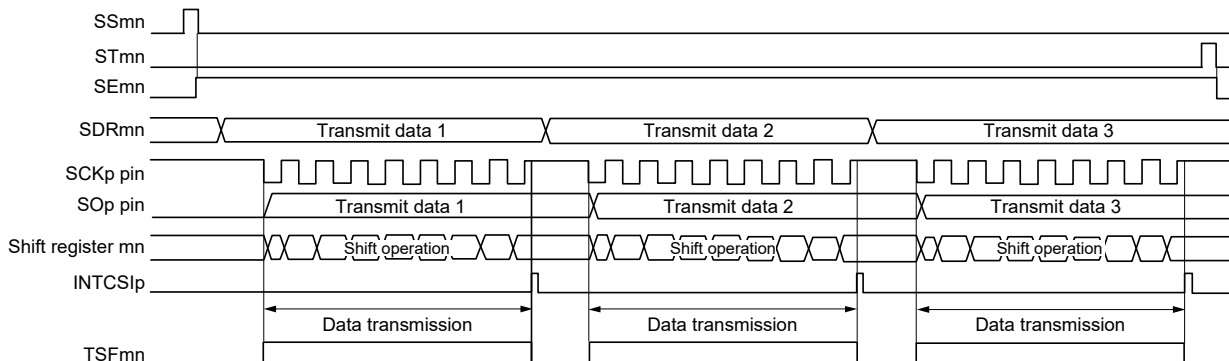 SSmn
STmn
SEmn
SDRmn Transmit data 1 Transmit data 2 Transmit data 3
SCKp pin
SOp pin Transmit data 1 Transmit data 2 Transmit data 3
Shift register mn Shift operation Shift operation Shift operation
INTCSIp
Data transmission Data transmission Data transmission
TSFmn